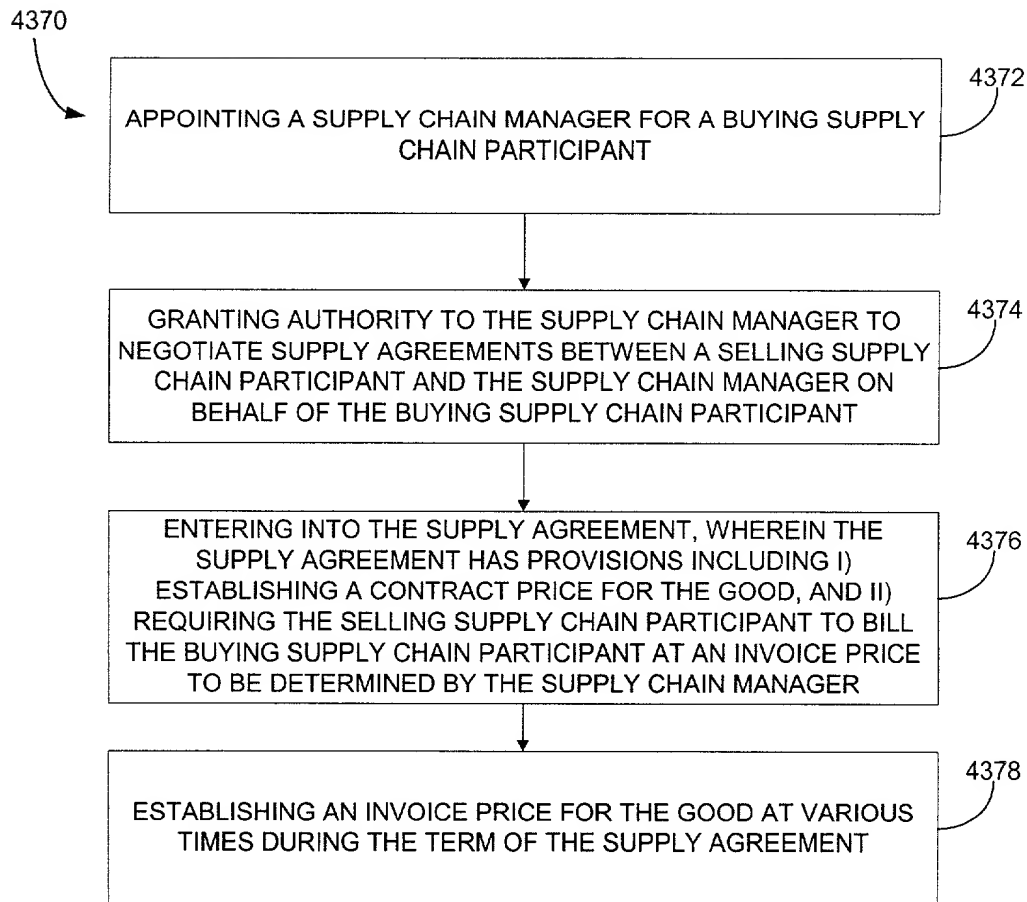 4370
4372
APPOINTING A SUPPLY CHAIN MANAGER FOR A BUYING SUPPLY
CHAIN PARTICIPANT
4374
GRANTING AUTHORITY TO THE SUPPLY CHAIN MANAGER TO
NEGOTIATE SUPPLY AGREEMENTS BETWEEN A SELLING SUPPLY
CHAIN PARTICIPANT AND THE SUPPLY CHAIN MANAGER ON
BEHALF OF THE BUYING SUPPLY CHAIN PARTICIPANT
4376
ENTERING INTO THE SUPPLY AGREEMENT, WHEREIN THE
SUPPLY AGREEMENT HAS PROVISIONS INCLUDING I)
ESTABLISHING A CONTRACT PRICE FOR THE GOOD, AND II)
REQUIRING THE SELLING SUPPLY CHAIN PARTICIPANT TO BILL
THE BUYING SUPPLY CHAIN PARTICIPANT AT AN INVOICE PRICE
TO BE DETERMINED BY THE SUPPLY CHAIN MANAGER
4378
ESTABLISHING AN INVOICE PRICE FOR THE GOOD AT VARIOUS
TIMES DURING THE TERM OF THE SUPPLY AGREEMENT